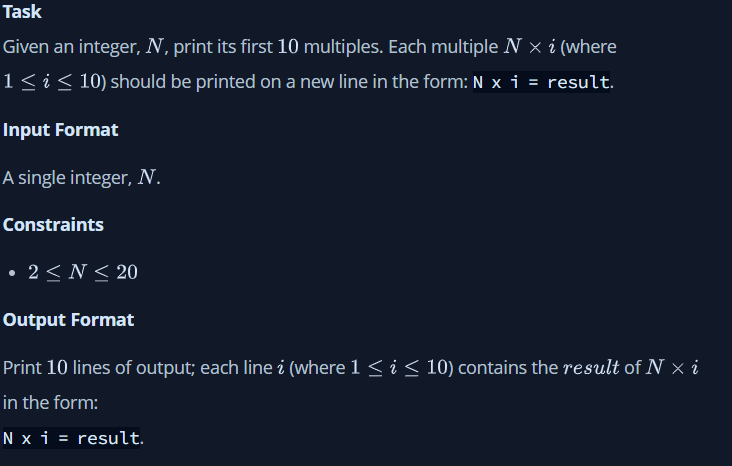 Task
Given an integer, N, print its first 10 multiples. Each multiple N × i (where
1 ≤ i ≤ 10) should be printed on a new line in the form: N x i = result.
Input Format
A single integer, N.
Constraints
• 2 ≤ N ≤ 20
Output Format
Print 10 lines of output; each line i (where 1 ≤ i ≤ 10) contains the result of N × i
in the form:
N x i = result.